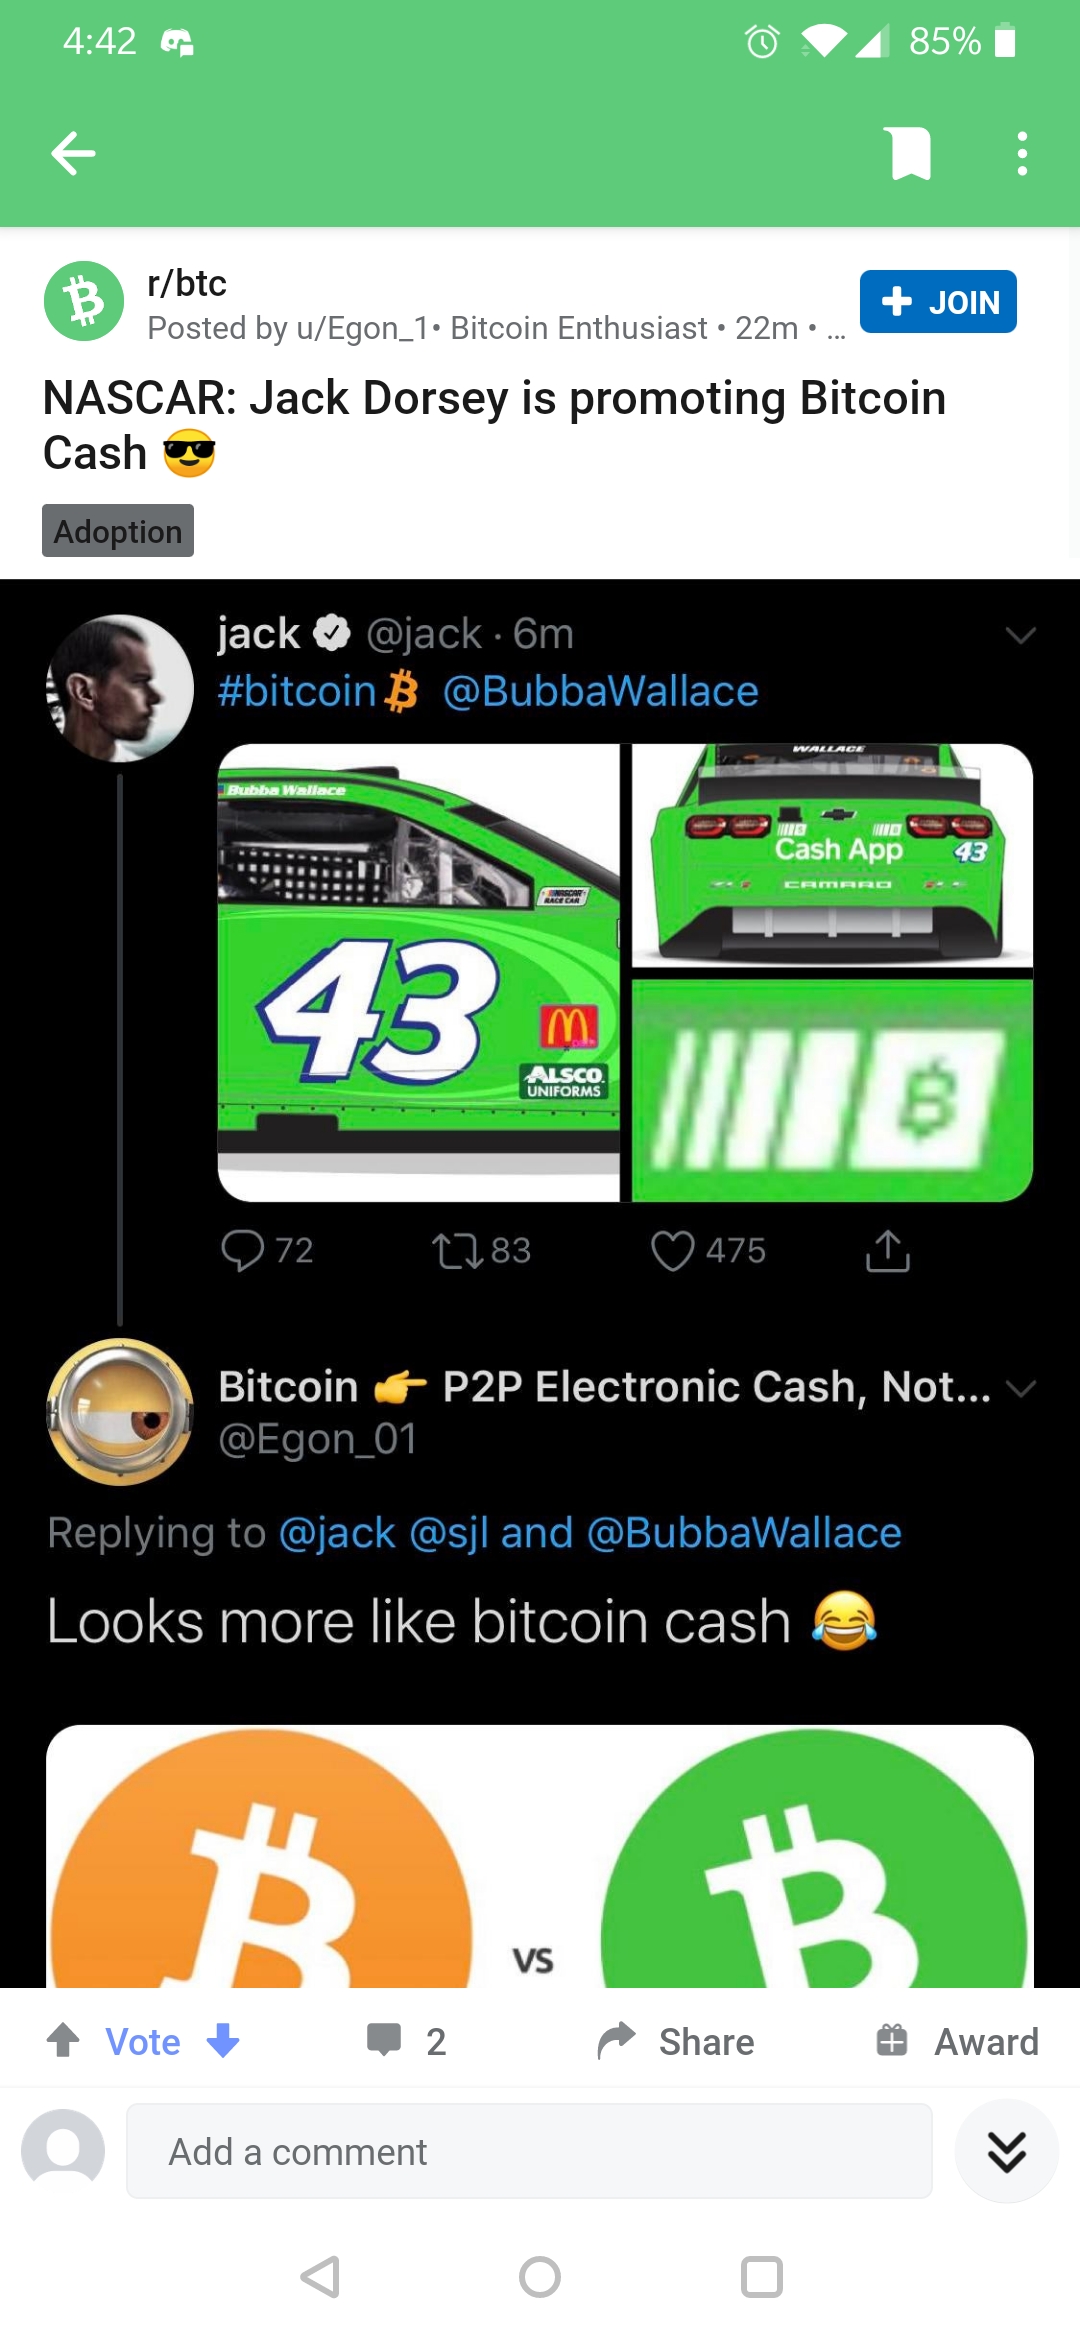 4:42
85%
r/btc
Posted by u/Egon_1• Bitcoin Enthusiast • 22m • ...
JOIN
NASCAR: Jack Dorsey is promoting Bitcoin
Cash 😎
Adoption
jack @jack · 6m
#bitcoin @BubbaWallace
Bubba Wallace
NASCAR
RACE CAR
43
ALSCO
UNIFORMS
WALLACE
Cash App
43
CAMARO
72
83
475
Bitcoin 👉 P2P Electronic Cash, Not...
@Egon_01
Replying to @jack @sjl and @BubbaWallace
Looks more like bitcoin cash 😂
vs
Vote
2
Share
Award
Add a comment